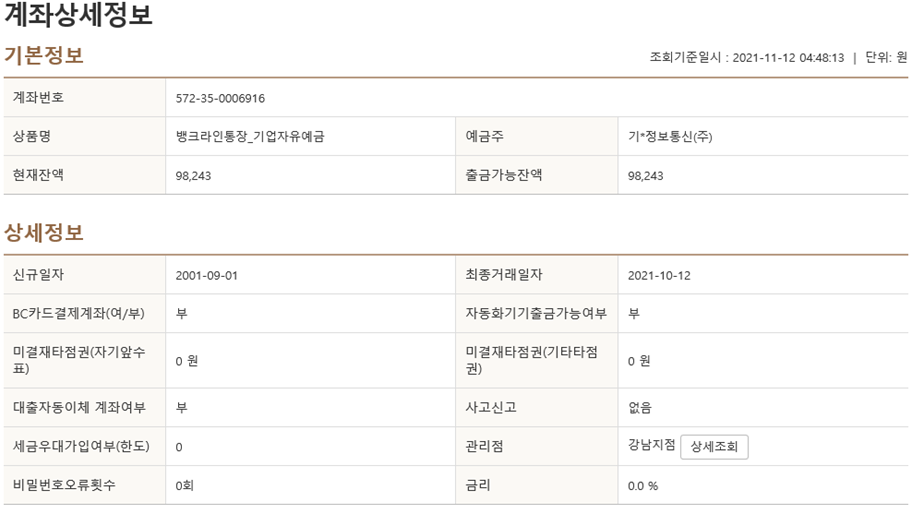 계좌상세정보
기본정보
조회기준일시 : 2021-11-12 04:48:13 | 단위: 원
계좌번호 572-35-0006916
상품명 뱅크라인통장_기업자유예금 예금주 기*정보통신(주)
현재잔액 98,243 출금가능잔액 98,243
상세정보
신규일자 2001-09-01 최종거래일자 2021-10-12
BC카드결제계좌(여/부) 부 자동화기기출금가능여부 부
미결재타점권(자기앞수
표) 0 원 미결재타점권(기타타점
권) 0 원
대출자동이체 계좌여부 부 사고신고 없음
세금우대가입여부(한도) 0 관리점 강남지점 상세조회
비밀번호오류횟수 0회 금리 0.0 %